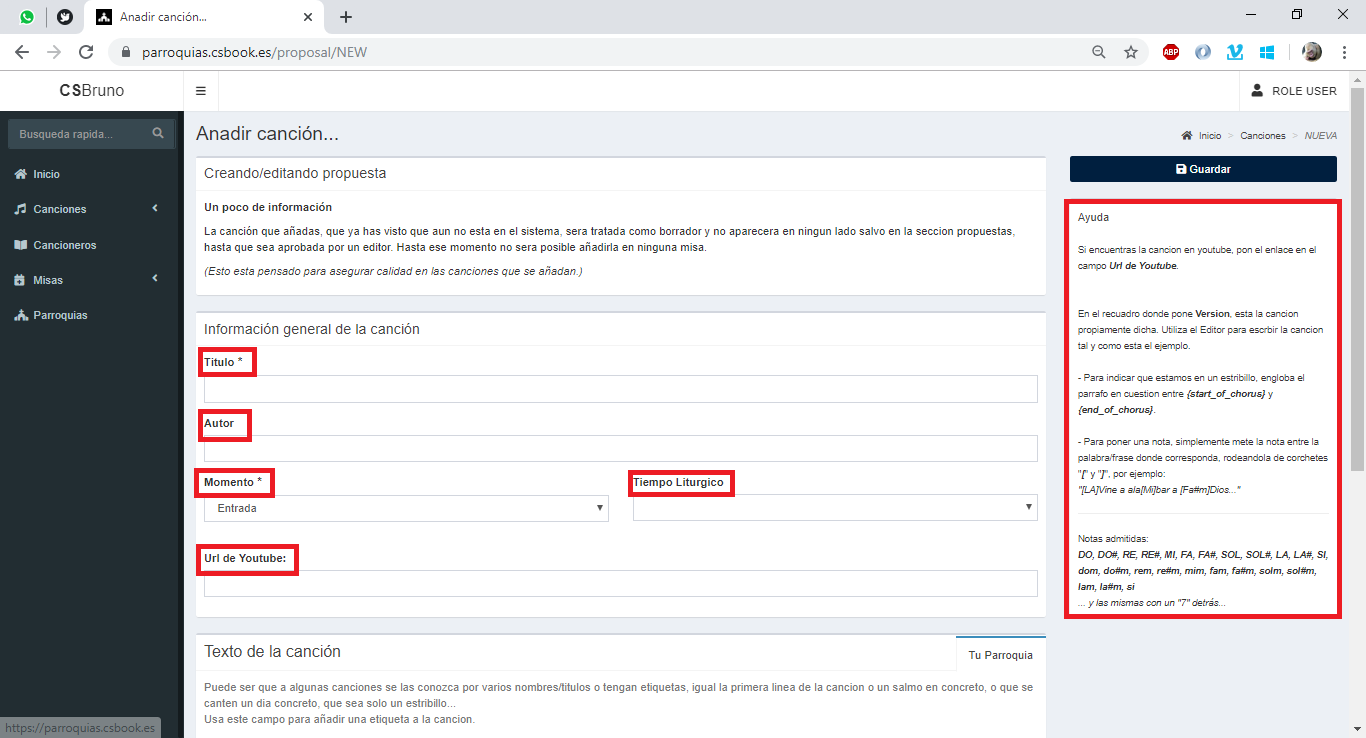 Anadir canción...
parroquias.csbook.es/proposal/NEW
ABP
CSBruno
ROLE USER
Busqueda rapida...
Inicio
Canciones
Cancioneros
Misas
Parroquias
Anadir canción...
Inicio > Canciones > NUEVA
Creando/editando propuesta
Un poco de información
La canción que añadas, que ya has visto que aun no esta en el sistema, sera tratada como borrador y no aparecera en ningun lado salvo en la seccion propuestas,
hasta que sea aprobada por un editor. Hasta ese momento no sera posible añadirla en ninguna misa.
(Esto esta pensado para asegurar calidad en las canciones que se añadan.)
Información general de la canción
Titulo *
Autor
Momento *
Tiempo Liturgico
Entrada
Url de Youtube:
Texto de la canción
Tu Parroquia
Puede ser que a algunas canciones se las conozca por varios nombres/titulos o tengan etiquetas, igual la primera linea de la cancion o un salmo en concreto, o que se
canten un dia concreto, que sea solo un estribillo...
Usa este campo para añadir una etiqueta a la cancion.
Guardar
Ayuda
Si encuentras la cancion en youtube, pon el enlace en el
campo Url de Youtube.
En el recuadro donde pone Version, esta la cancion
propiamente dicha. Utiliza el Editor para escrbir la cancion
tal y como esta el ejemplo.
- Para indicar que estamos en un estribillo, engloba el
parrafo en cuestion entre {start_of_chorus} y
{end_of_chorus}.
- Para poner una nota, simplemente mete la nota entre la
palabra/frase donde corresponda, rodeandola de corchetes
"[" y "]", por ejemplo:
"[LA]Vine a ala[Mi]bar a [Fa#m]Dios..."
Notas admitidas:
DO, DO#, RE, RE#, MI, FA, FA#, SOL, SOL#, LA, LA#, SI,
dom, do#m, rem, re#m, mim, fam, fa#m, solm, sol#m,
lam, la#m, si
... y las mismas con un "7" detrás...
https://parroquias.csbook.es